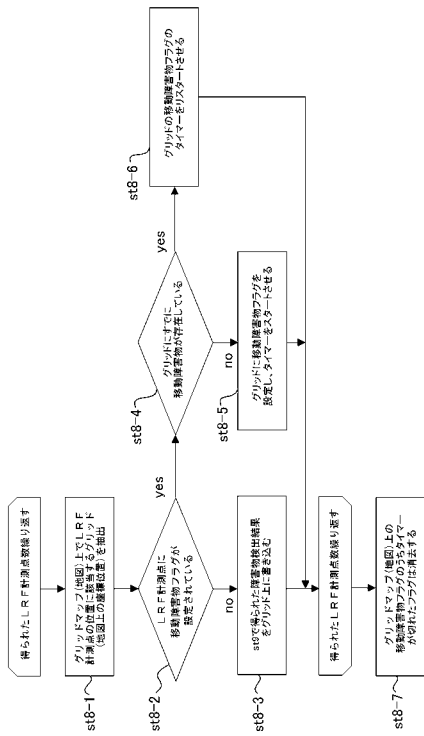 得られたLRF計測点数繰り返す
グリッドマップ(地図)上でLRF
計測点の位置に該当するグリッド
(地図上の座標位置)を抽出
st8-1
LRF計測点に
移動障害物フラグが
設定されている
st8-2
yes
no
st9で得られた障害物検出結果
をグリッド上に書き込む
st8-3
グリッドにすでに
移動障害物が存在している
st8-4
yes
no
グリッドに移動障害物フラグを
設定し、タイマーをスタートさせる
st8-5
グリッドの移動障害物フラグの
タイマーをリスタートさせる
st8-6
得られたLRF計測点数繰り返す
グリッドマップ(地図)上の
移動障害物フラグのうちタイマー
が切れたフラグは消去する
st8-7